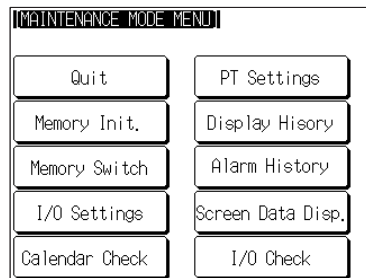 [MAINTENANCE MODE MENU]
Quit
PT Settings
Memory Init.
Display Hisory
Memory Switch
Alarm History
I/O Settings
Screen Data Disp.
Calendar Check
I/O Check